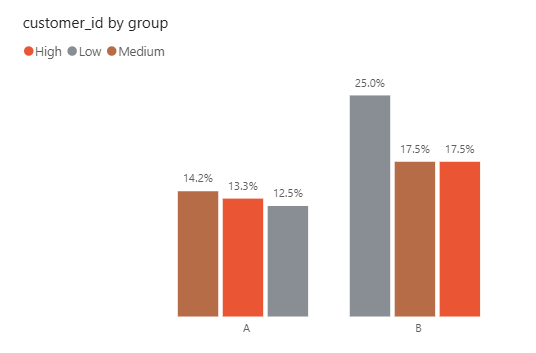 customer_id by group
High Low Medium
25.0%
17.5% 17.5%
14.2% 13.3% 12.5%
A B